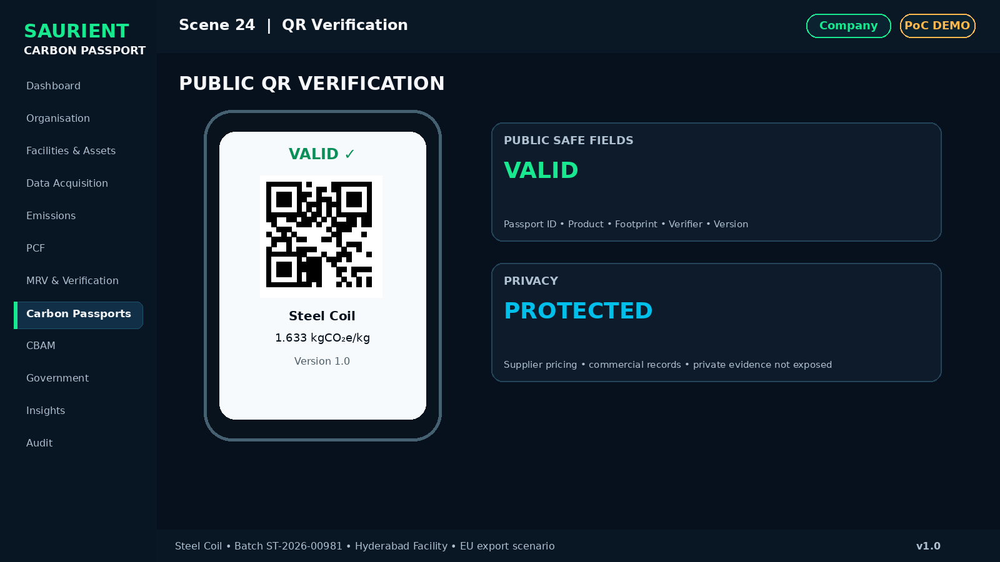 SAURIENT
CARBON PASSPORT
Dashboard
Organisation
Facilities & Assets
Data Acquisition
Emissions
PCF
MRV & Verification
Carbon Passports
CBAM
Government
Insights
Audit
Scene 24 | QR Verification
Company
PoC DEMO
PUBLIC QR VERIFICATION
VALID ✓
Steel Coil
1.633 kgCO₂e/kg
Version 1.0
PUBLIC SAFE FIELDS
VALID
Passport ID • Product • Footprint • Verifier • Version
PRIVACY
PROTECTED
Supplier pricing • commercial records • private evidence not exposed
Steel Coil • Batch ST-2026-00981 • Hyderabad Facility • EU export scenario
v1.0